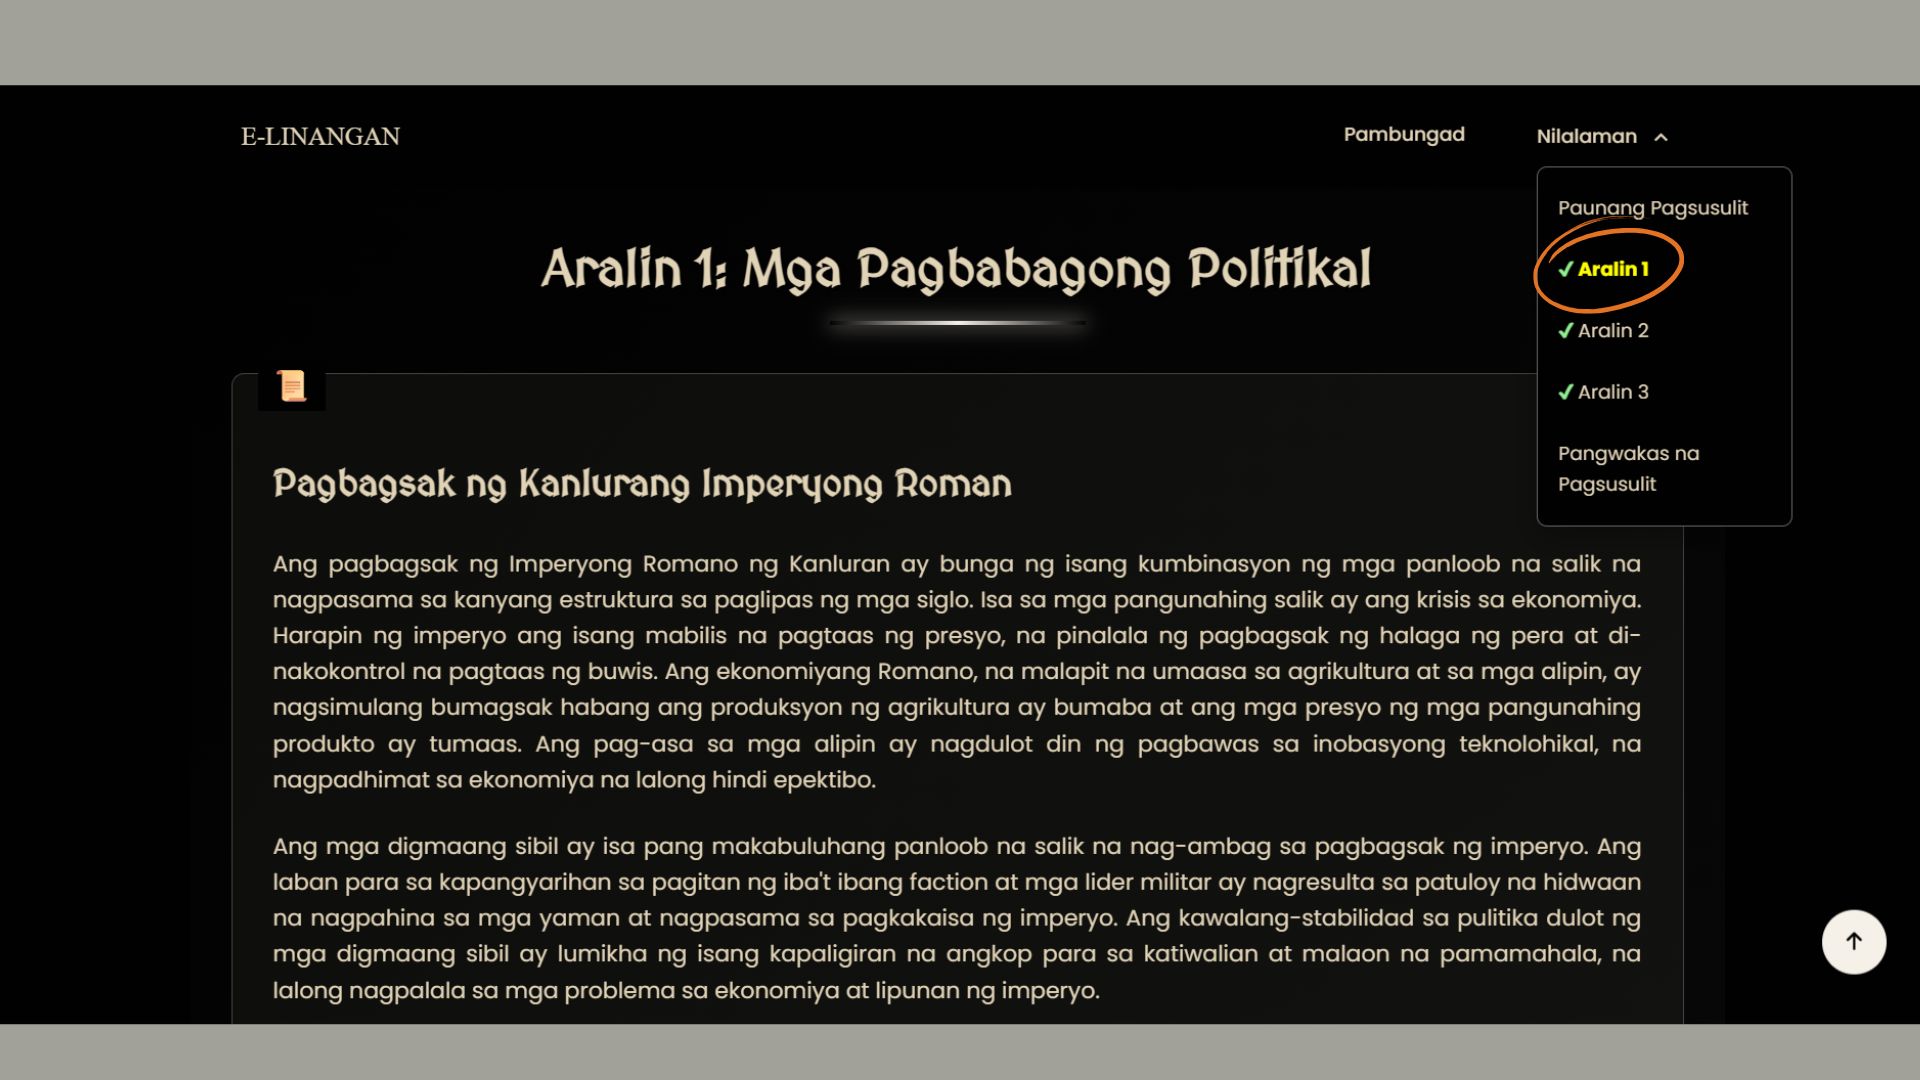 E-LINANGAN
Pambungad
Nilalaman
Paunang Pagsusulit
Aralin 1
Aralin 2
Aralin 3
Pangwakas na
Pagsusulit
Aralin 1: Mga Pagbabagong Politikal
Pagbagsak ng Kanlurang Imperyong Roman
Ang pagbagsak ng Imperyong Romano ng Kanluran ay bunga ng isang kumbinasyon ng mga panloob na salik na
nagpasama sa kanyang estruktura sa paglipas ng mga siglo. Isa sa mga pangunahing salik ay ang krisis sa ekonomiya.
Harapin ng imperyo ang isang mabilis na pagtaas ng presyo, na pinalala ng pagbagsak ng halaga ng pera at di-
nakokontrol na pagtaas ng buwis. Ang ekonomiyang Romano, na malapit na umaasa sa agrikultura at sa mga alipin, ay
nagsimulang bumagsak habang ang produksyon ng agrikultura ay bumaba at ang mga presyo ng mga pangunahing
produkto ay tumaas. Ang pag-asa sa mga alipin ay nagdulot din ng pagbawas sa inobasyong teknolohikal, na
nagpadhimat sa ekonomiya na lalong hindi epektibo.
Ang mga digmaang sibil ay isa pang makabuluhang panloob na salik na nag-ambag sa pagbagsak ng imperyo. Ang
laban para sa kapangyarihan sa pagitan ng iba't ibang faction at mga lider militar ay nagresulta sa patuloy na hidwaan
na nagpahina sa mga yaman at nagpasama sa pagkakaisa ng imperyo. Ang kawalang-stabilidad sa pulitika dulot ng
mga digmaang sibil ay lumikha ng isang kapaligiran na angkop para sa katiwalian at malaon na pamamahala, na
lalong nagpalala sa mga problema sa ekonomiya at lipunan ng imperyo.